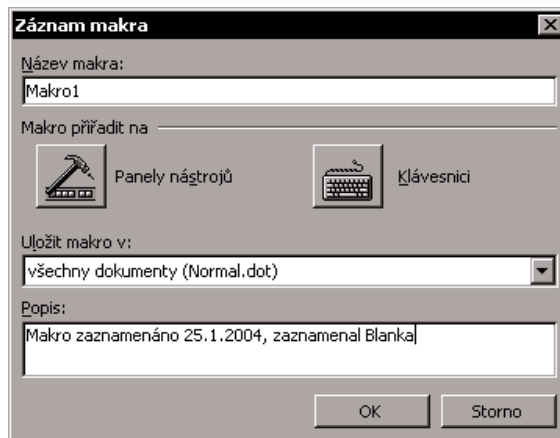 Záznam makra
Název makra:
Makro1
Makro přiřadit na
Panely nástrojů Klávesnici
Uložit makro v:
všechny dokumenty (Normal.dot)
Popis:
Makro zaznamenáno 25.1.2004, zaznamenal Blanka
OK Storno